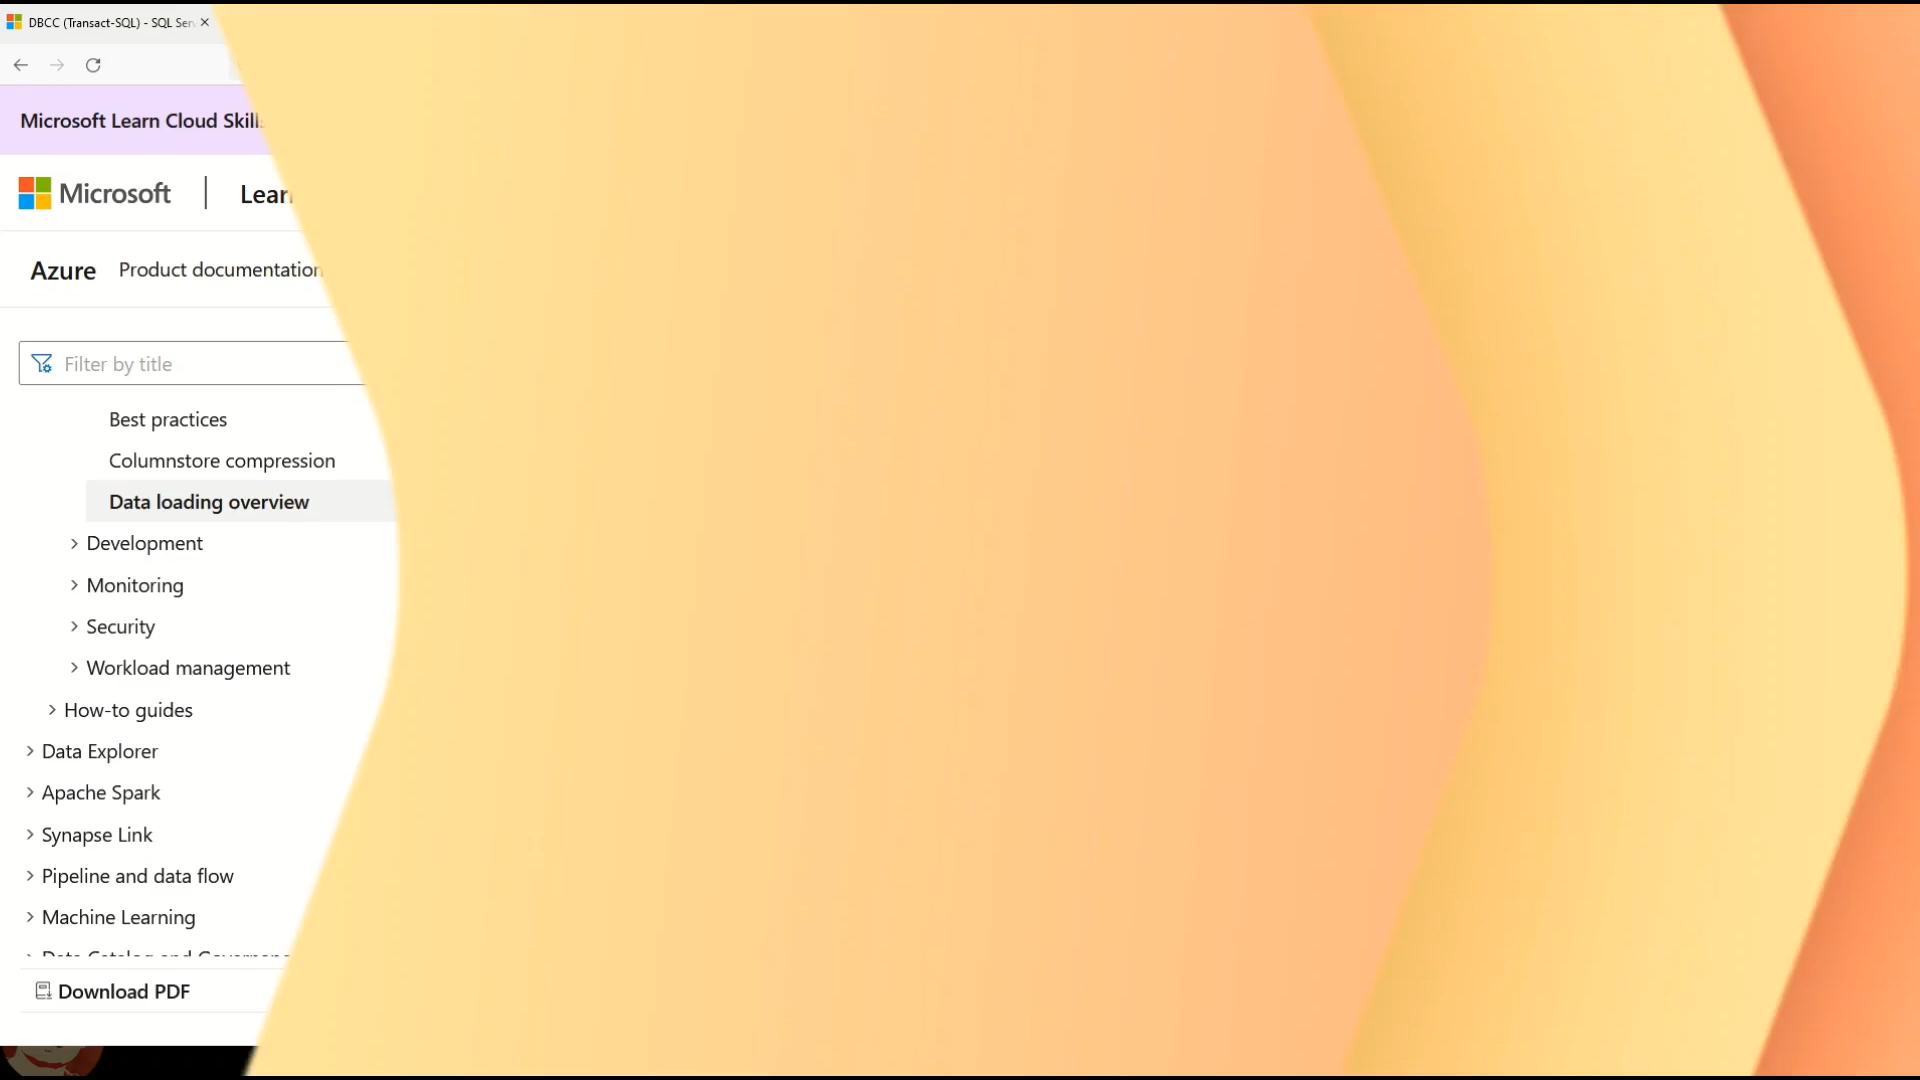 DBCC (Transact-SQL) - SQL Ser
Microsoft Learn Cloud Skill
Microsoft
Learn
Azure Product documentation
Filter by title
Best practices
Columnstore compression
Data loading overview
Development
Monitoring
Security
Workload management
How-to guides
Data Explorer
Apache Spark
Synapse Link
Pipeline and data flow
Machine Learning
Download PDF